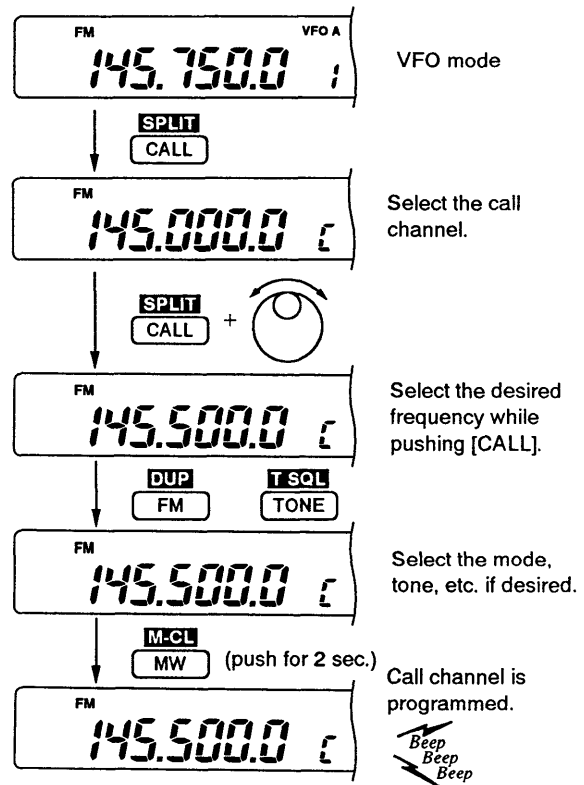 FM VFO A
145.750.0 1
VFO mode
SPLIT
CALL
FM
145.000.0 C
Select the call
channel.
SPLIT
CALL +
FM
145.500.0 C
Select the desired
frequency while
pushing [CALL].
DUP T SQL
FM TONE
FM
145.500.0 C
Select the mode,
tone, etc. if desired.
M-CL
MW (push for 2 sec.)
FM
145.500.0 C
Call channel is
programmed.
Beep
Beep
Beep